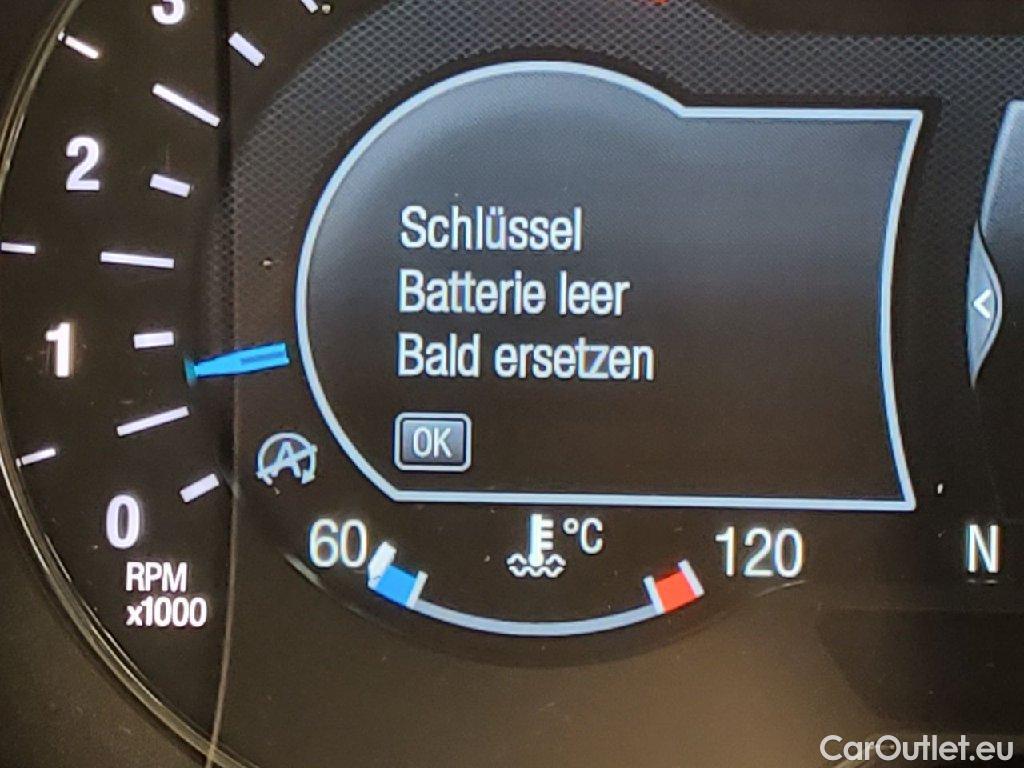 3
2
1
0
RPM
x1000
Schlüssel
Batterie leer
Bald ersetzen
OK
A
60
°C
120
<
N
CarOutlet.eu